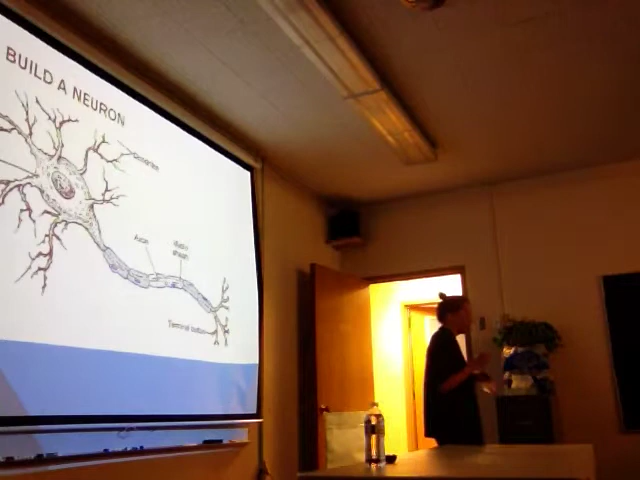 BUILD A NEURON
Dendrites
Axon
Myelin
sheath
Terminal buttons